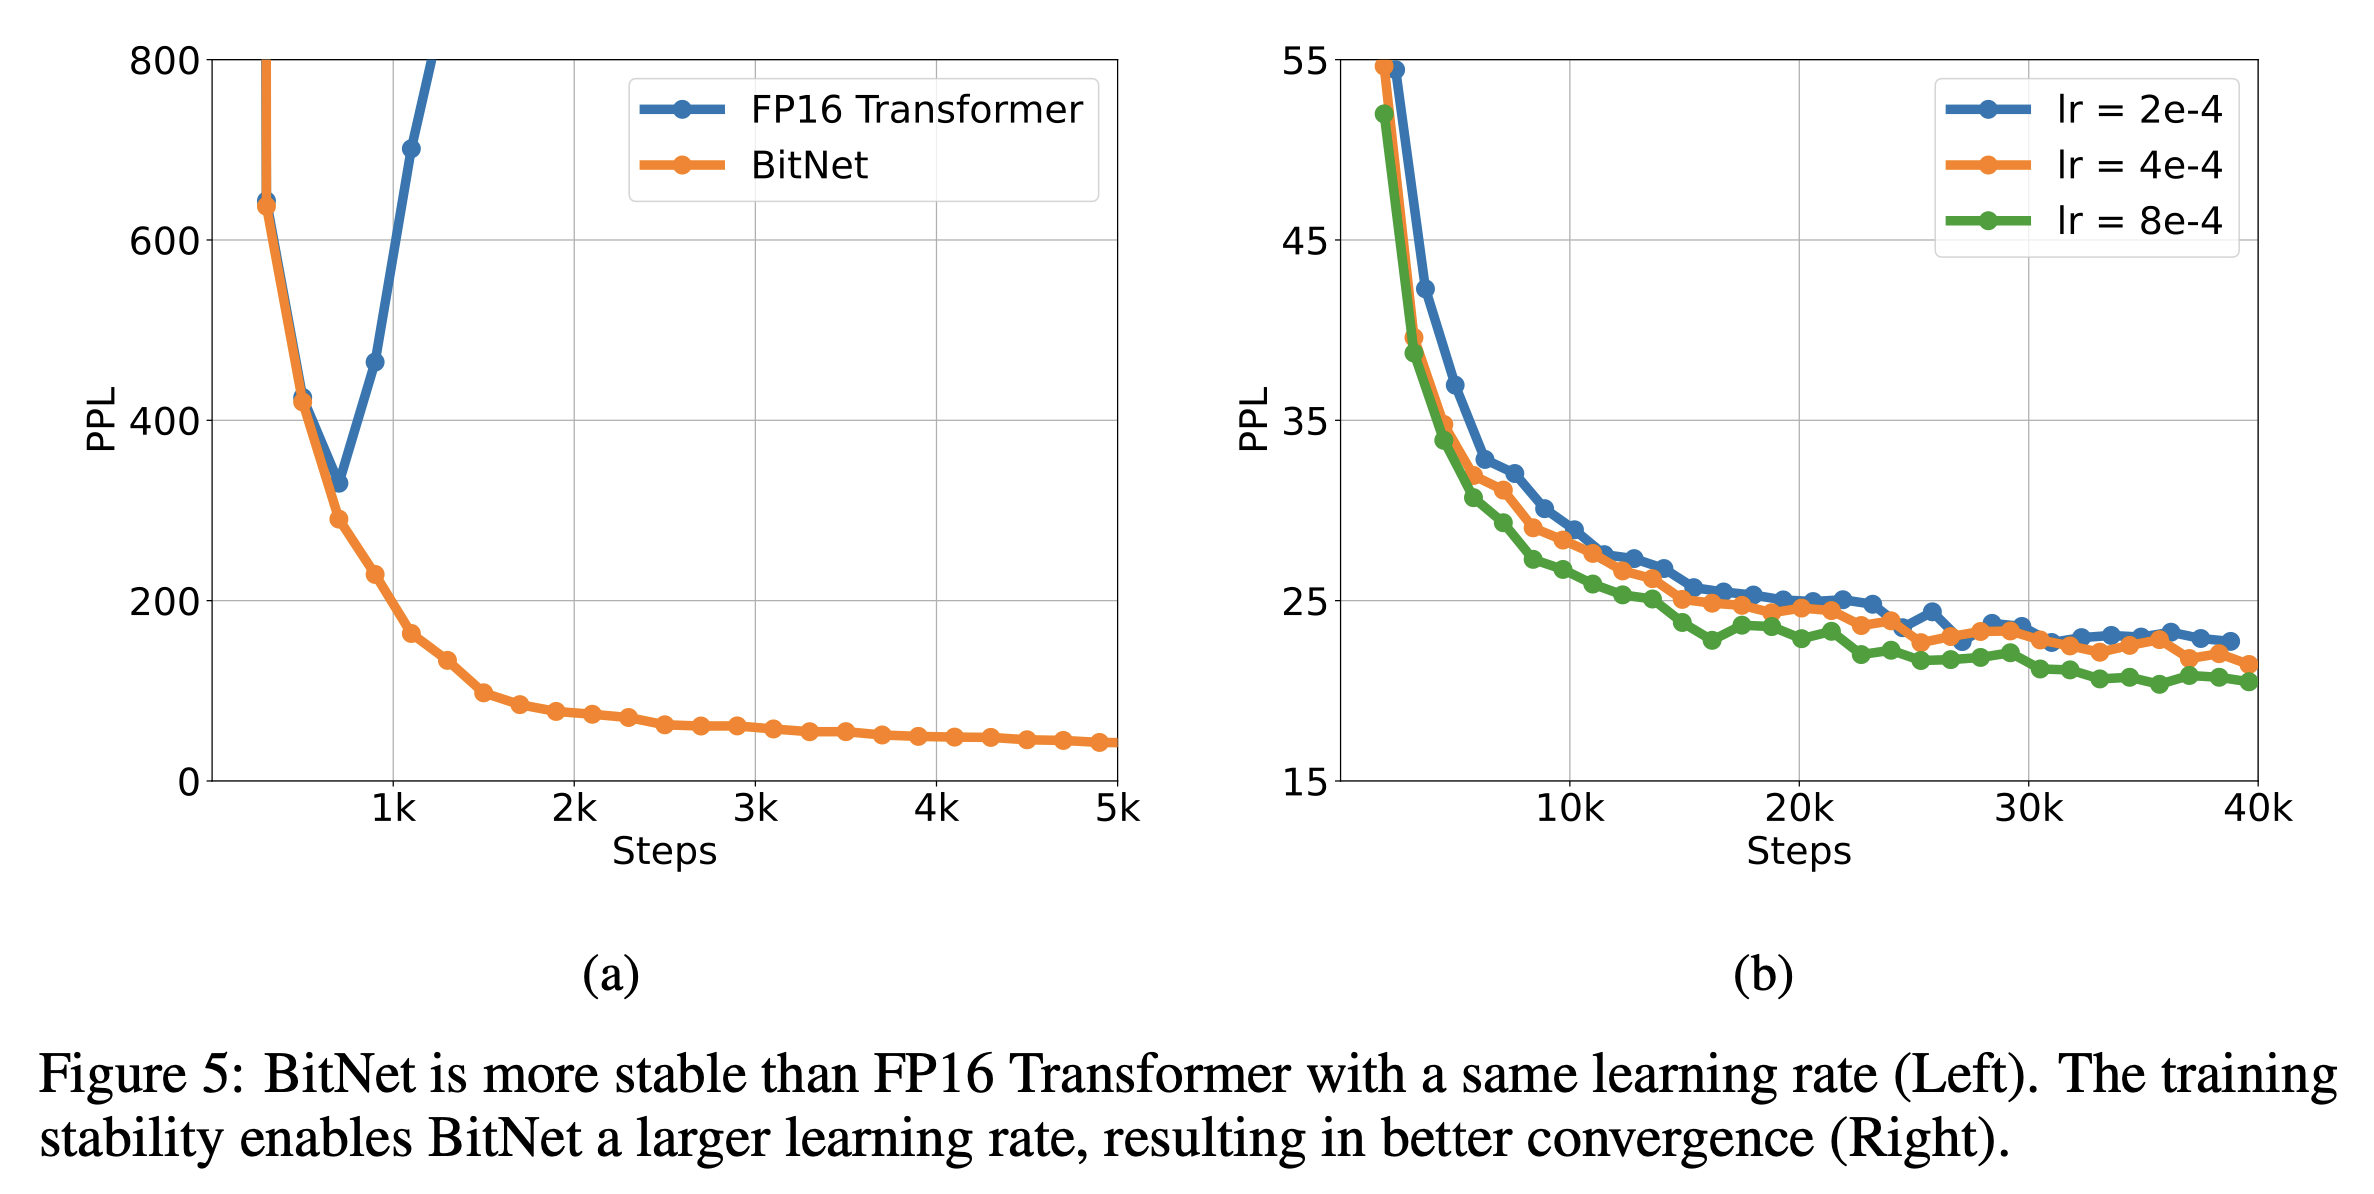 800
600
400
200
0
PPL
1k 2k 3k 4k 5k
Steps
FP16 Transformer
BitNet
(a)
55
45
35
25
15
PPL
10k 20k 30k 40k
Steps
lr = 2e-4
lr = 4e-4
lr = 8e-4
(b)
Figure 5: BitNet is more stable than FP16 Transformer with a same learning rate (Left). The training
stability enables BitNet a larger learning rate, resulting in better convergence (Right).